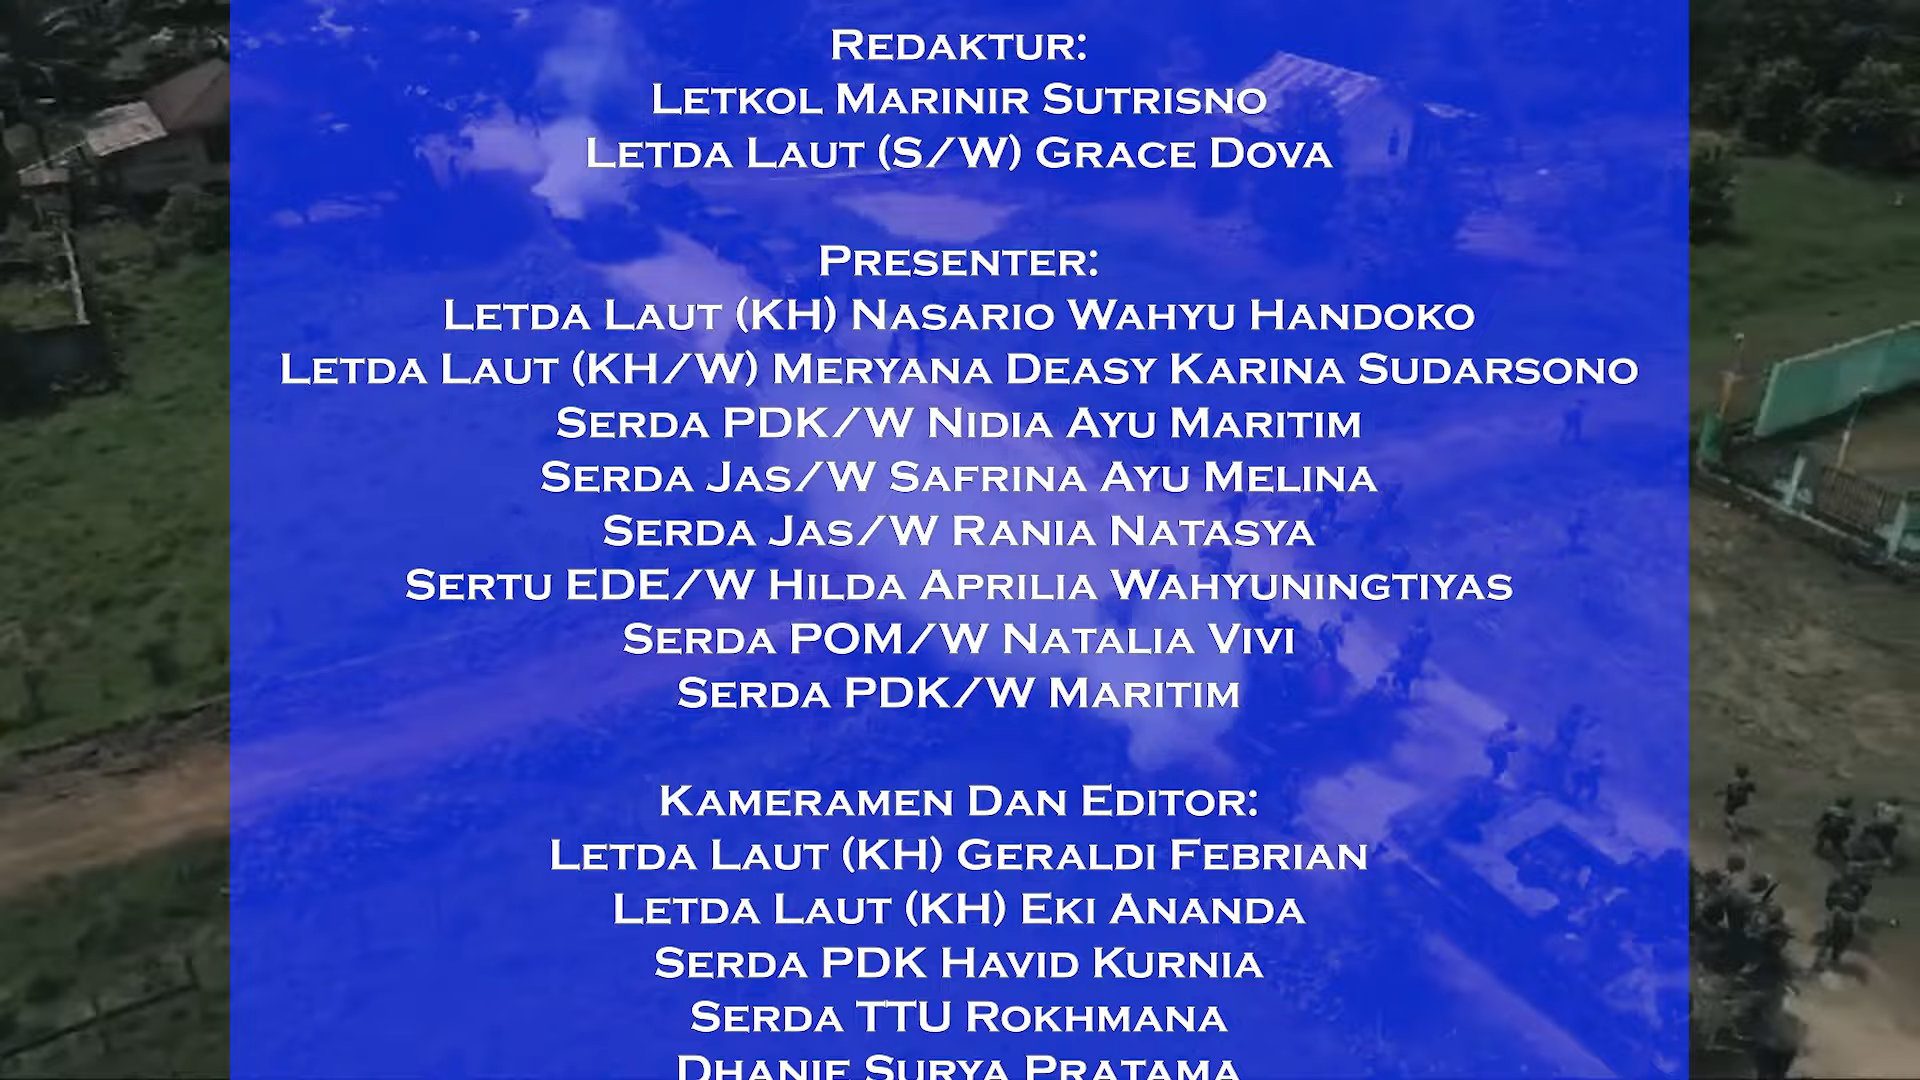 Redaktur:
Letkol Marinir Sutrisno
Letda Laut (S/W) Grace Dova
Presenter:
Letda Laut (KH) Nasario Wahyu Handoko
Letda Laut (KH/W) Meryana Deasy Karina Sudarsono
Serda PDK/W Nidia Ayu Maritim
Serda Jas/W Safrina Ayu Melina
Serda Jas/W Rania Natasya
Sertu EDE/W Hilda Aprilia Wahyuningtiyas
Serda POM/W Natalia Vivi
Serda PDK/W Maritim
Kameramen Dan Editor:
Letda Laut (KH) Geraldi Febrian
Letda Laut (KH) Eki Ananda
Serda PDK Havid Kurnia
Serda TTU Rokhmana
Dhanie Surya Pratama